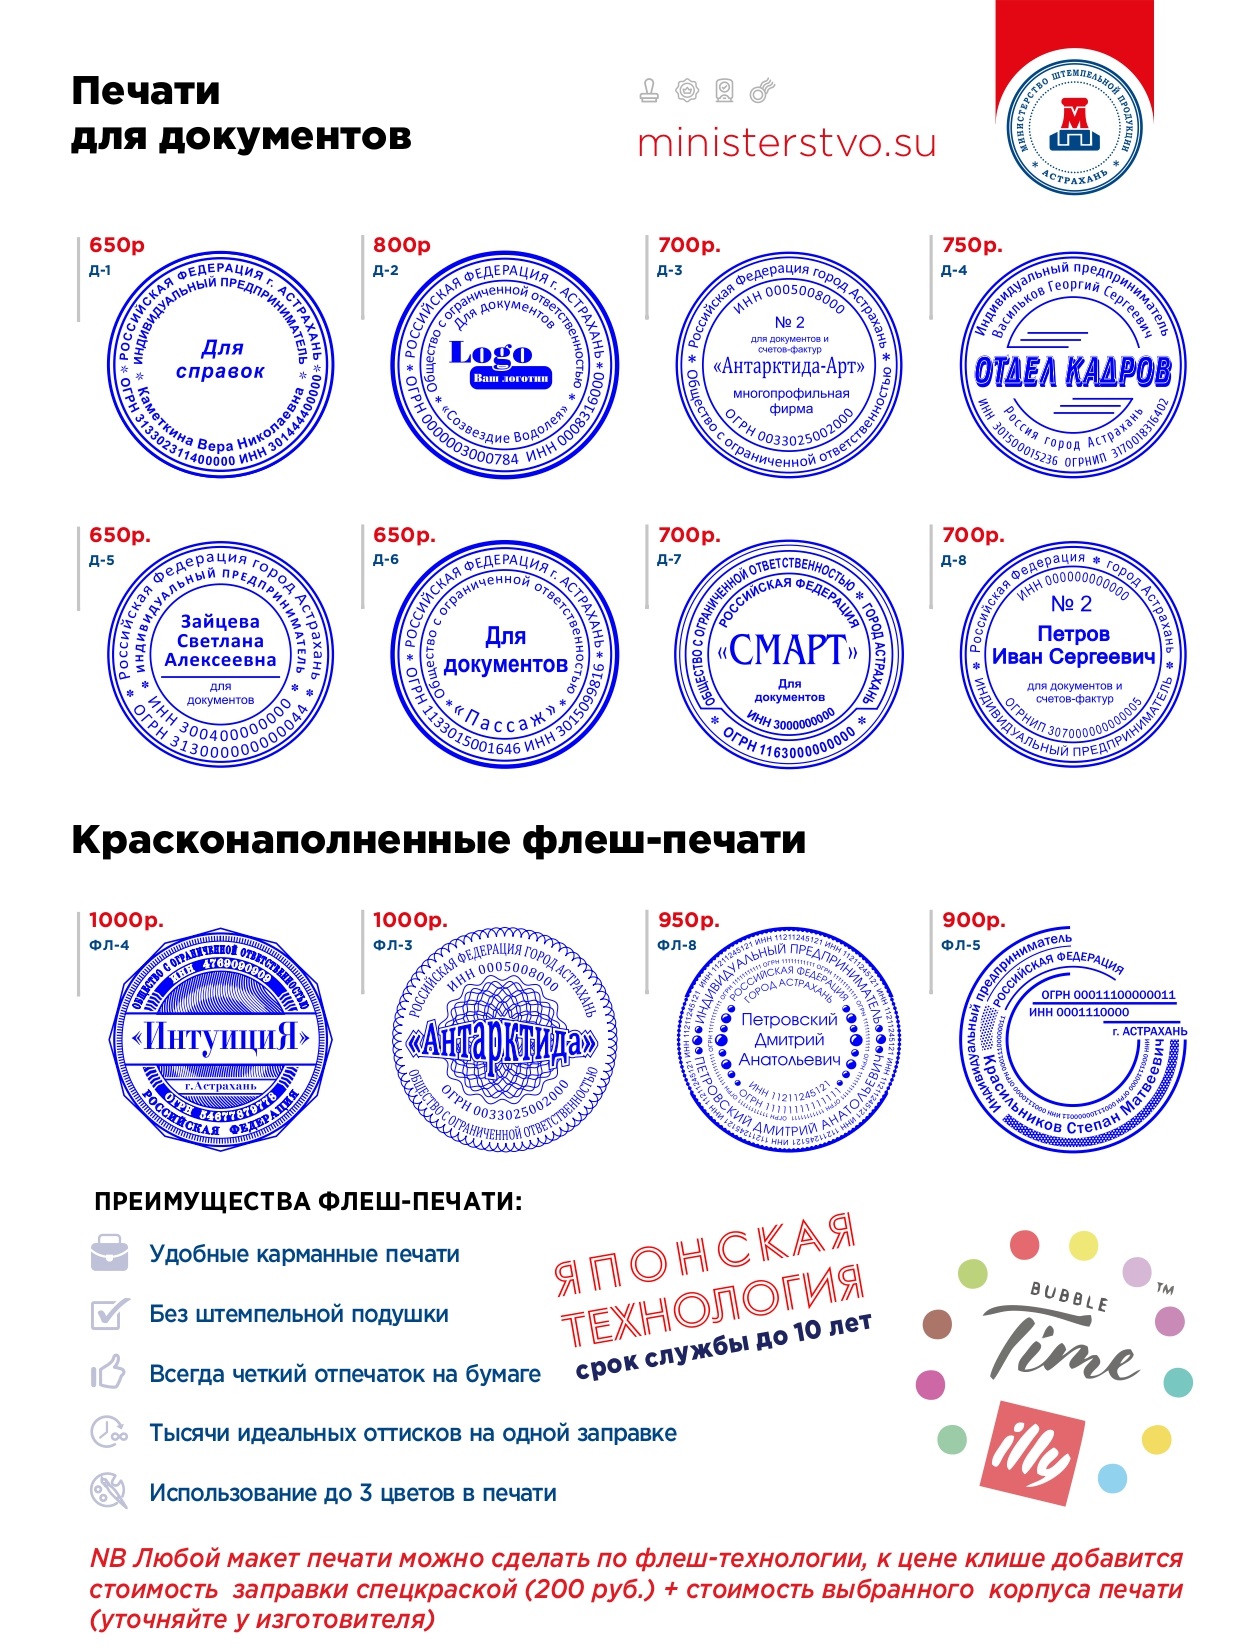 Печати
для документов
ministerstvo.su
МИНИСТЕРСТВО ШТЕМПЕЛЬНОЙ ПРОДУКЦИИ
* АСТРАХАНЬ *
М
650р
Д-1
РОССИЙСКАЯ ФЕДЕРАЦИЯ г. АСТРАХАНЬ
ИНДИВИДУАЛЬНЫЙ ПРЕДПРИНИМАТЕЛЬ
Для
справок
Каметкина Вера Николаевна
ОГРН 313302311400000 ИНН 301444400000
800р
Д-2
РОССИЙСКАЯ ФЕДЕРАЦИЯ г. АСТРАХАНЬ
Общество с ограниченной ответственностью
Для документов
Logo
Ваш логотип
«Созвездие Водолея»
ОГРН 0000003000784 ИНН 0008316000
700р.
Д-3
Российская Федерация город Астрахань
ИНН 0005008000
№ 2
для документов и
счетов-фактур
«Антарктида-Арт»
многопрофильная
фирма
ОГРН 0033025002000
Общество с ограниченной ответственностью
750р.
Д-4
Индивидуальный предприниматель
Васильков Георгий Сергеевич
ОТДЕЛ КАДРОВ
Россия город Астрахань
ИНН 301500015236 ОГРНИП 3170018316402
650р.
Д-5
Российская Федерация город Астрахань
ИНДИВИДУАЛЬНЫЙ ПРЕДПРИНИМАТЕЛЬ
Зайцева
Светлана
Алексеевна
для
документов
ИНН 300400000000
ОГРН 313000000000044
650р.
Д-6
РОССИЙСКАЯ ФЕДЕРАЦИЯ г. АСТРАХАНЬ
Общество с ограниченной ответственностью
Для
документов
«Пассаж»
ОГРН 1133015001646 ИНН 3015099816
700р.
Д-7
ОБЩЕСТВО С ОГРАНИЧЕННОЙ ОТВЕТСТВЕННОСТЬЮ * ГОРОД АСТРАХАНЬ
РОССИЙСКАЯ ФЕДЕРАЦИЯ
«СМАРТ»
Для
документов
ИНН 3000000000
* ОГРН 1163000000000 *
700р.
Д-8
Российская Федерация * город Астрахань
ИНН 000000000000
№ 2
Петров
Иван Сергеевич
для документов и
счетов-фактур
ОГРНИП 307000000000005
* ИНДИВИДУАЛЬНЫЙ ПРЕДПРИНИМАТЕЛЬ *
Красконаполненные флеш-печати
1000р.
ФЛ-4
ОБЩЕСТВО С ОГРАНИЧЕННОЙ ОТВЕТСТВЕННОСТЬЮ
ИНН 4769090909
«ИнтуициЯ»
г.Астрахань
ОГРН 54677679778
РОССИЙСКАЯ ФЕДЕРАЦИЯ
1000р.
ФЛ-3
РОССИЙСКАЯ ФЕДЕРАЦИЯ ГОРОД АСТРАХАНЬ
ИНН 0005008000
«Антарктида»
ОГРН 0033025002000
ОБЩЕСТВО С ОГРАНИЧЕННОЙ ОТВЕТСТВЕННОСТЬЮ
950р.
ФЛ-8
ИНН 11211245121
ИНДИВИДУАЛЬНЫЙ ПРЕДПРИНИМАТЕЛЬ
РОССИЙСКАЯ ФЕДЕРАЦИЯ
ГОРОД АСТРАХАНЬ
Петровский
Дмитрий
Анатольевич
ИНН 11211245121
ПЕТРОВСКИЙ ДМИТРИЙ АНАТОЛЬЕВИЧ
900р.
ФЛ-5
Индивидуальный предприниматель
РОССИЙСКАЯ ФЕДЕРАЦИЯ
ОГРН 00011100000011
ИНН 0001110000
г. АСТРАХАНЬ
Красильников Степан Матвеевич
ПРЕИМУЩЕСТВА ФЛЕШ-ПЕЧАТИ:
Удобные карманные печати
Без штемпельной подушки
Всегда четкий отпечаток на бумаге
Тысячи идеальных оттисков на одной заправке
Использование до 3 цветов в печати
ЯПОНСКАЯ
ТЕХНОЛОГИЯ
срок службы до 10 лет
BUBBLE
Time
TM
illy
NB Любой макет печати можно сделать по флеш-технологии, к цене клише добавится
стоимость заправки спецкраской (200 руб.) + стоимость выбранного корпуса печати
(уточняйте у изготовителя)